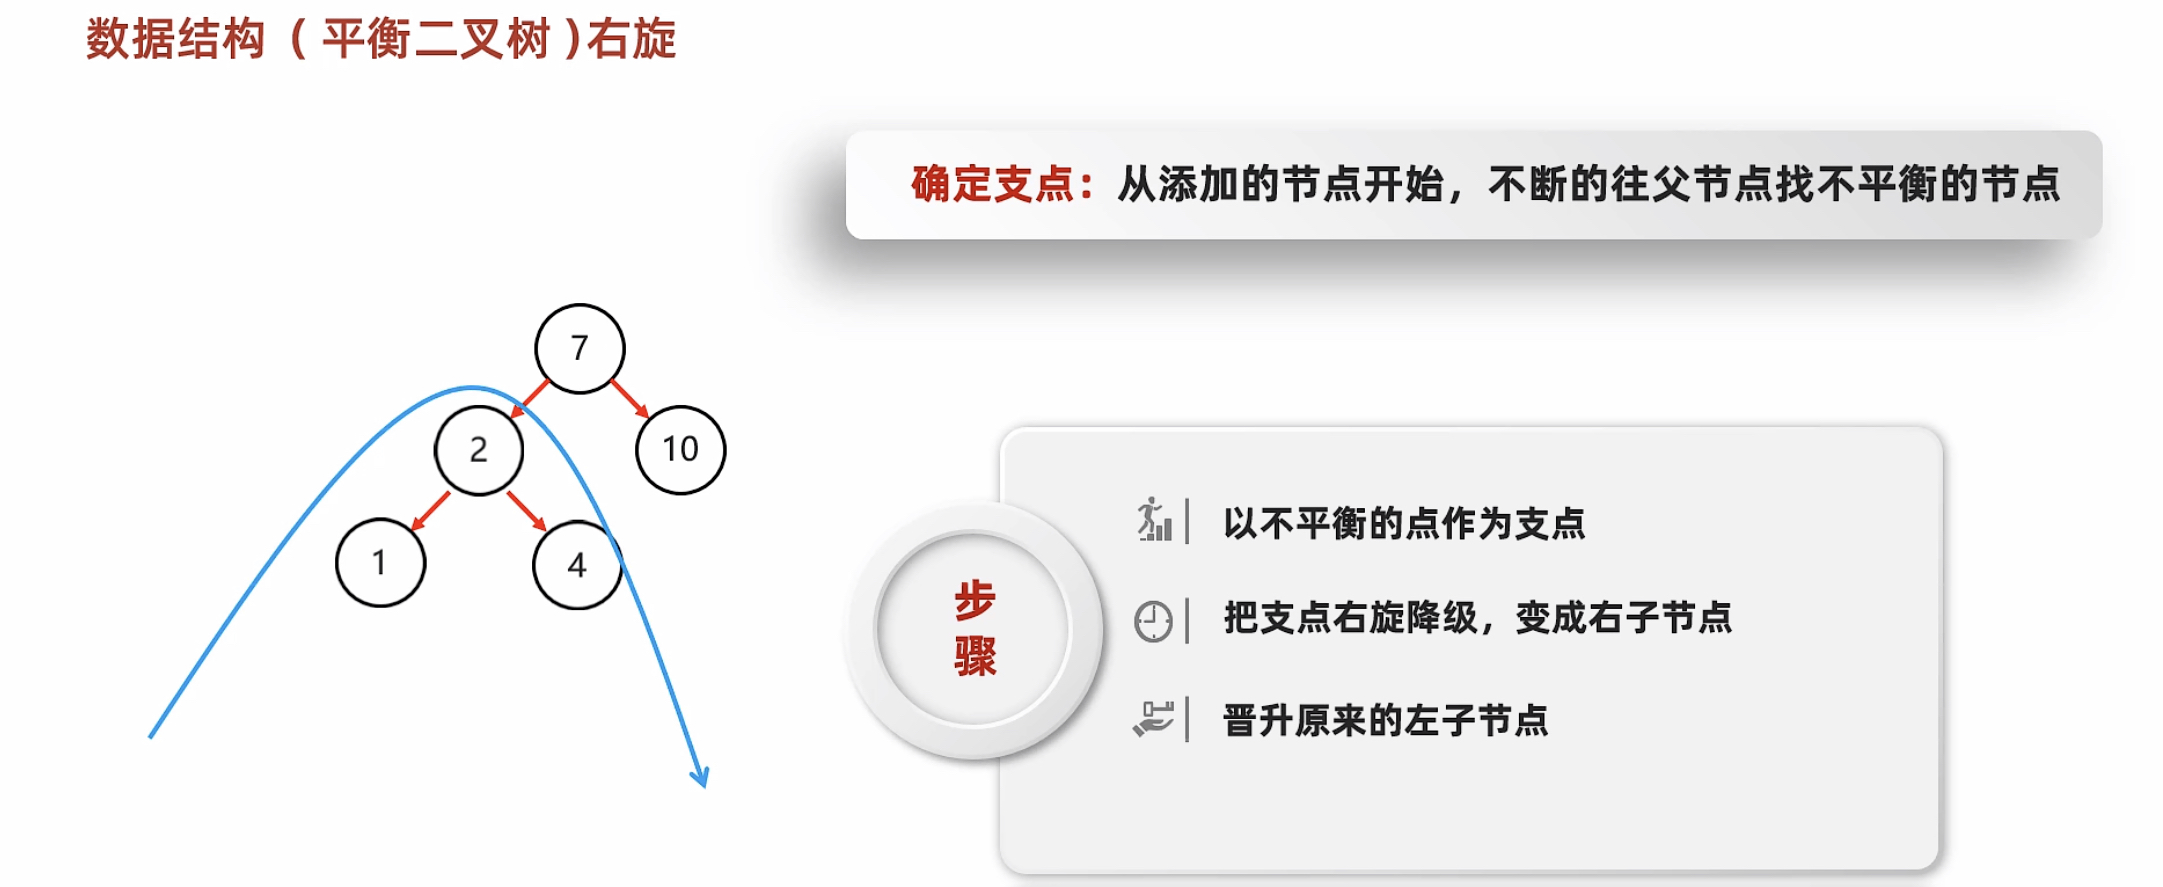 数据结构（平衡二叉树)右旋
确定支点：从添加的节点开始，不断的往父节点找不平衡的节点
7
2
10
1
4
步
骤
以不平衡的点作为支点
把支点右旋降级，变成右子节点
晋升原来的左子节点